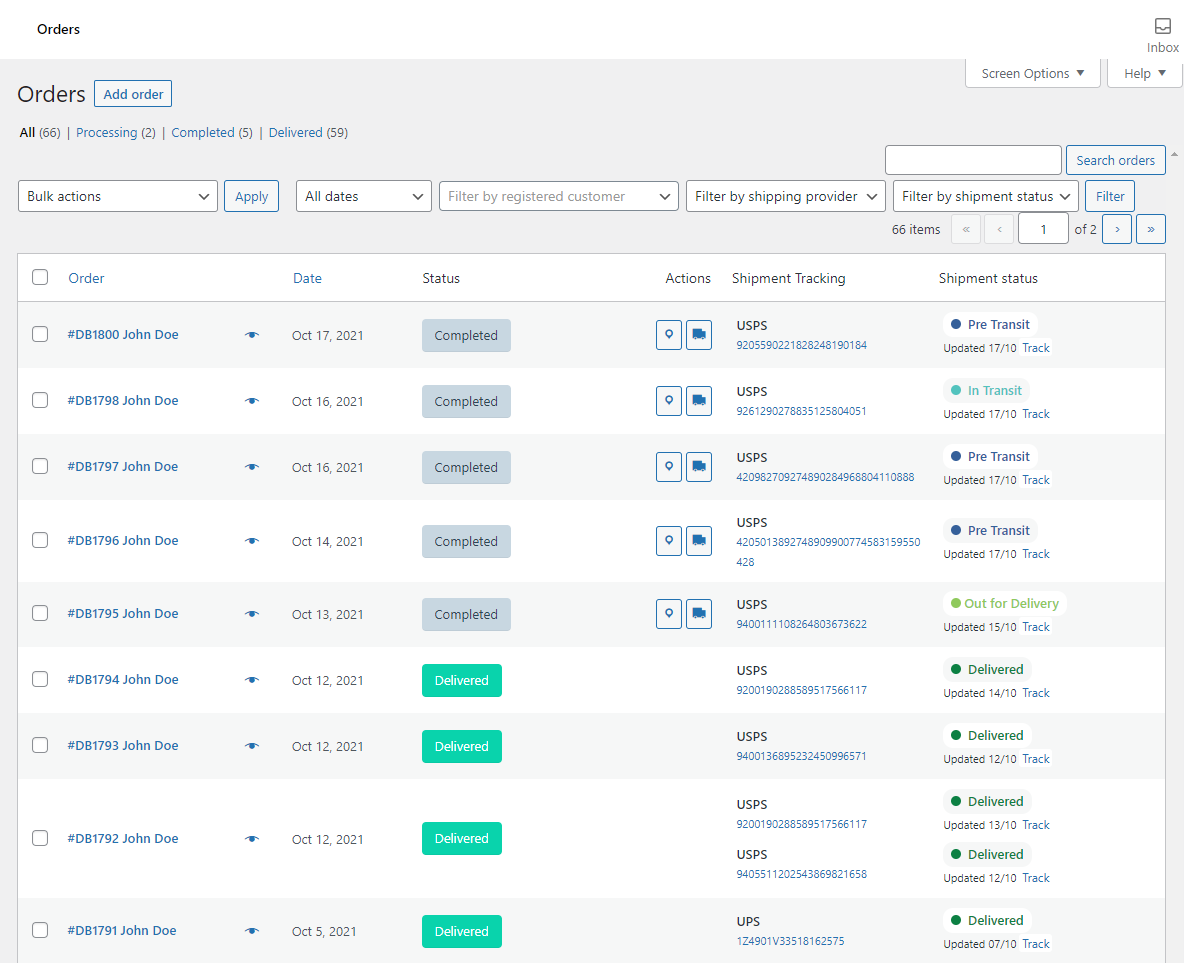 Orders
Inbox
Screen Options ▼
Help ▼
Orders Add order
All (66) | Processing (2) | Completed (5) | Delivered (59)
Search orders
Bulk actions Apply All dates Filter by registered customer Filter by shipping provider Filter by shipment status Filter
66 items « ‹ 1 of 2 › »
Order Date Status Actions Shipment Tracking Shipment status
#DB1800 John Doe Oct 17, 2021 Completed USPS Pre Transit
9205590221828248190184 Updated 17/10 Track
#DB1798 John Doe Oct 16, 2021 Completed USPS In Transit
9261290278835125804051 Updated 17/10 Track
#DB1797 John Doe Oct 16, 2021 Completed USPS Pre Transit
420982709274890284968804110888 Updated 17/10 Track
#DB1796 John Doe Oct 14, 2021 Completed USPS Pre Transit
4205013892748909900774583159550 Updated 17/10 Track
428
#DB1795 John Doe Oct 13, 2021 Completed USPS Out for Delivery
9400111108264803673622 Updated 15/10 Track
#DB1794 John Doe Oct 12, 2021 Delivered USPS Delivered
9200190288589517566117 Updated 14/10 Track
#DB1793 John Doe Oct 12, 2021 Delivered USPS Delivered
9400136895232450996571 Updated 12/10 Track
#DB1792 John Doe Oct 12, 2021 Delivered USPS Delivered
9200190288589517566117 Updated 13/10 Track
USPS Delivered
9405511202543869821658 Updated 12/10 Track
#DB1791 John Doe Oct 5, 2021 Delivered UPS Delivered
1Z4901V33518162575 Updated 07/10 Track